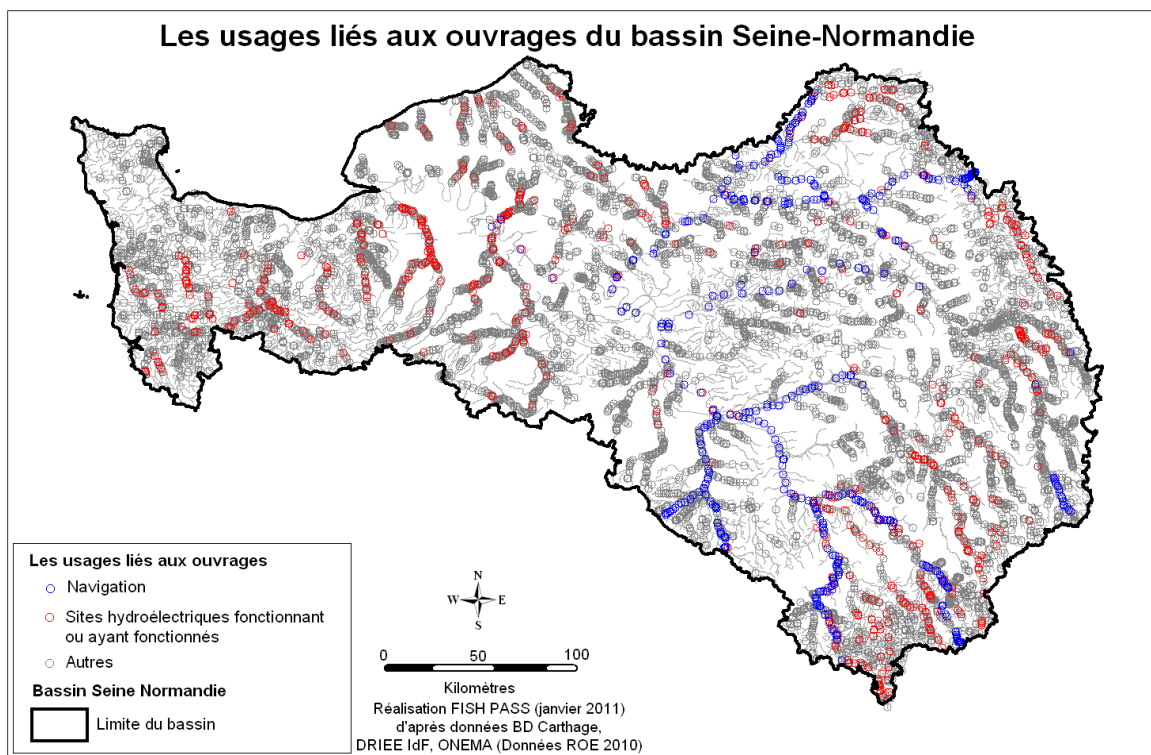 Les usages liés aux ouvrages du bassin Seine-Normandie
Les usages liés aux ouvrages
Navigation
Sites hydroélectriques fonctionnant
ou ayant fonctionnés
Autres
Bassin Seine Normandie
Limite du bassin
N
W E
S
0 50 100
Kilomètres
Réalisation FISH PASS (janvier 2011)
d'après données BD Carthage,
DRIEE IdF, ONEMA (Données ROE 2010)